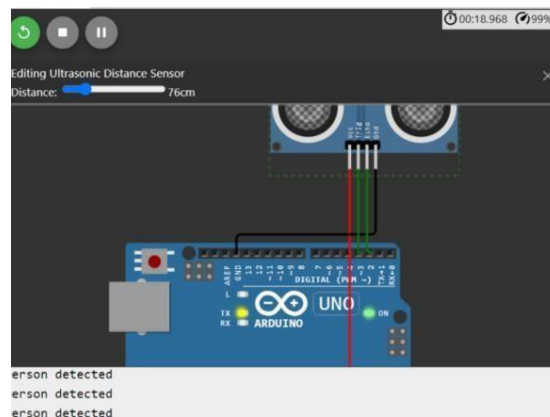 00:18.968 99%
Editing Ultrasonic Distance Sensor
Distance: 76cm
Vcc
Trig
Echo
Gnd
AREF
GND
13
12
~11
~10
~9
8
7
~6
~5
4
~3
2
TX→1
RX←0
DIGITAL (PWM ~)
L
TX
RX
UNO
ARDUINO
ON
erson detected
erson detected
erson detected